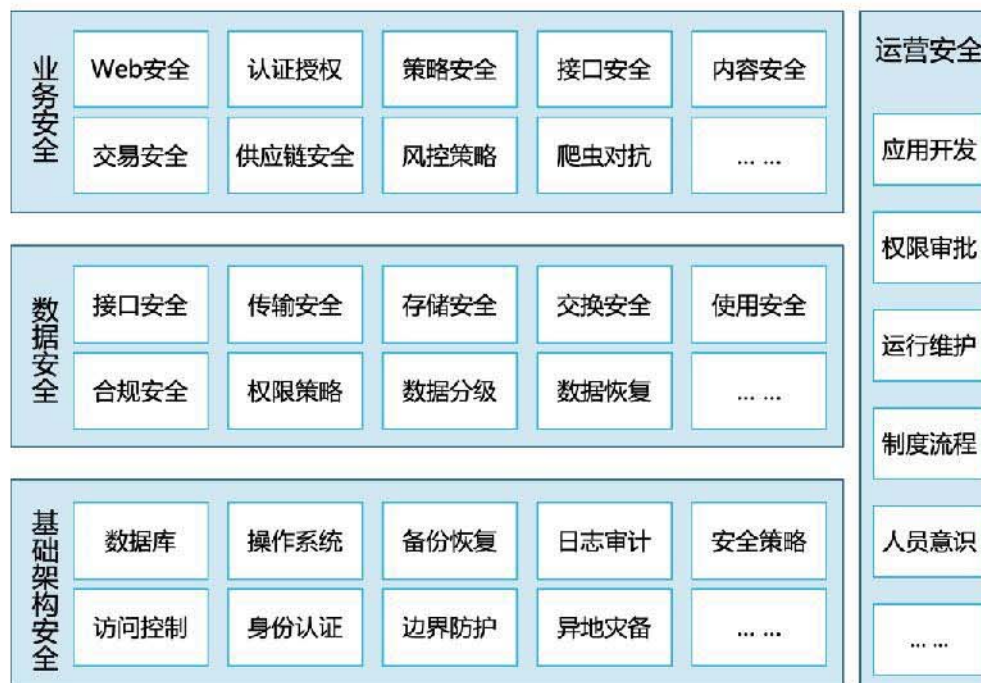 业务安全
Web安全 认证授权 策略安全 接口安全 内容安全
交易安全 供应链安全 风控策略 爬虫对抗 ... ...
数据安全
接口安全 传输安全 存储安全 交换安全 使用安全
合规安全 权限策略 数据分级 数据恢复 ... ...
基础架构安全
数据库 操作系统 备份恢复 日志审计 安全策略
访问控制 身份认证 边界防护 异地灾备 ... ...
运营安全
应用开发
权限审批
运行维护
制度流程
人员意识
... ...